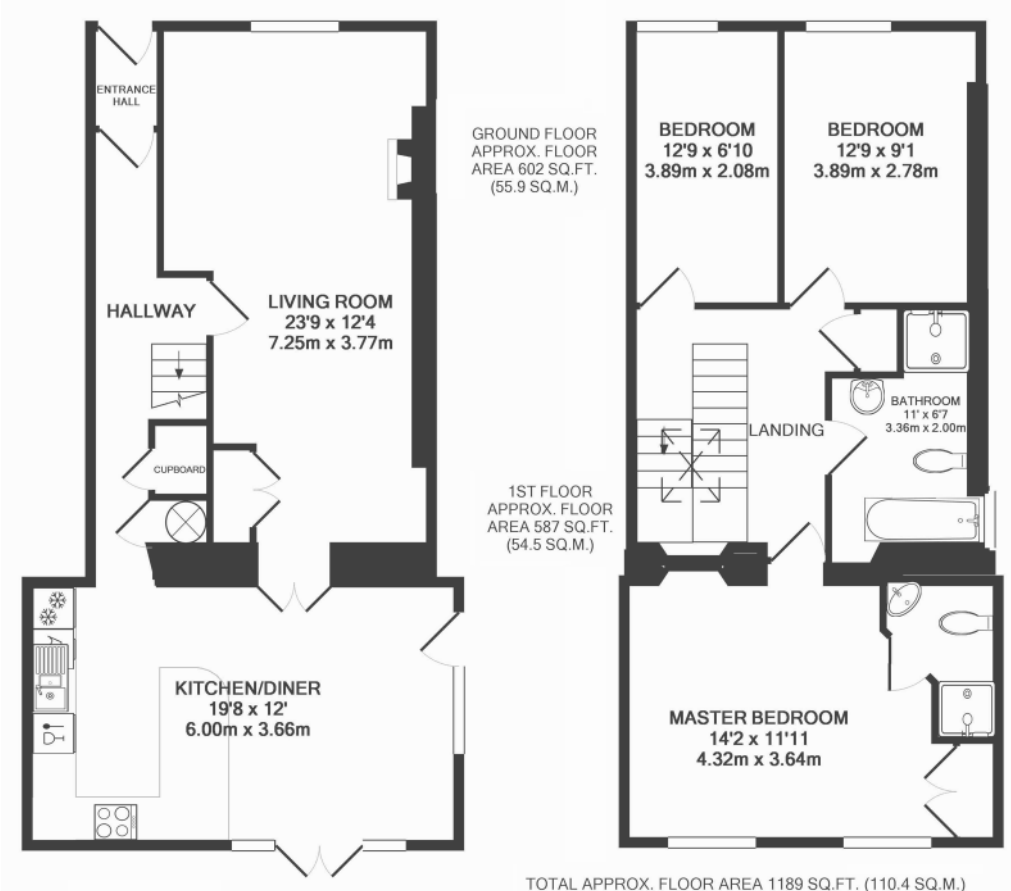 ENTRANCE
HALL
HALLWAY
LIVING ROOM
23'9 x 12'4
7.25m x 3.77m
CUPBOARD
KITCHEN/DINER
19'8 x 12'
6.00m x 3.66m
GROUND FLOOR
APPROX. FLOOR
AREA 602 SQ.FT.
(55.9 SQ.M.)
1ST FLOOR
APPROX. FLOOR
AREA 587 SQ.FT.
(54.5 SQ.M.)
BEDROOM
12'9 x 6'10
3.89m x 2.08m
BEDROOM
12'9 x 9'1
3.89m x 2.78m
BATHROOM
11' x 6'7
3.36m x 2.00m
LANDING
MASTER BEDROOM
14'2 x 11'11
4.32m x 3.64m
TOTAL APPROX. FLOOR AREA 1189 SQ.FT. (110.4 SQ.M.)